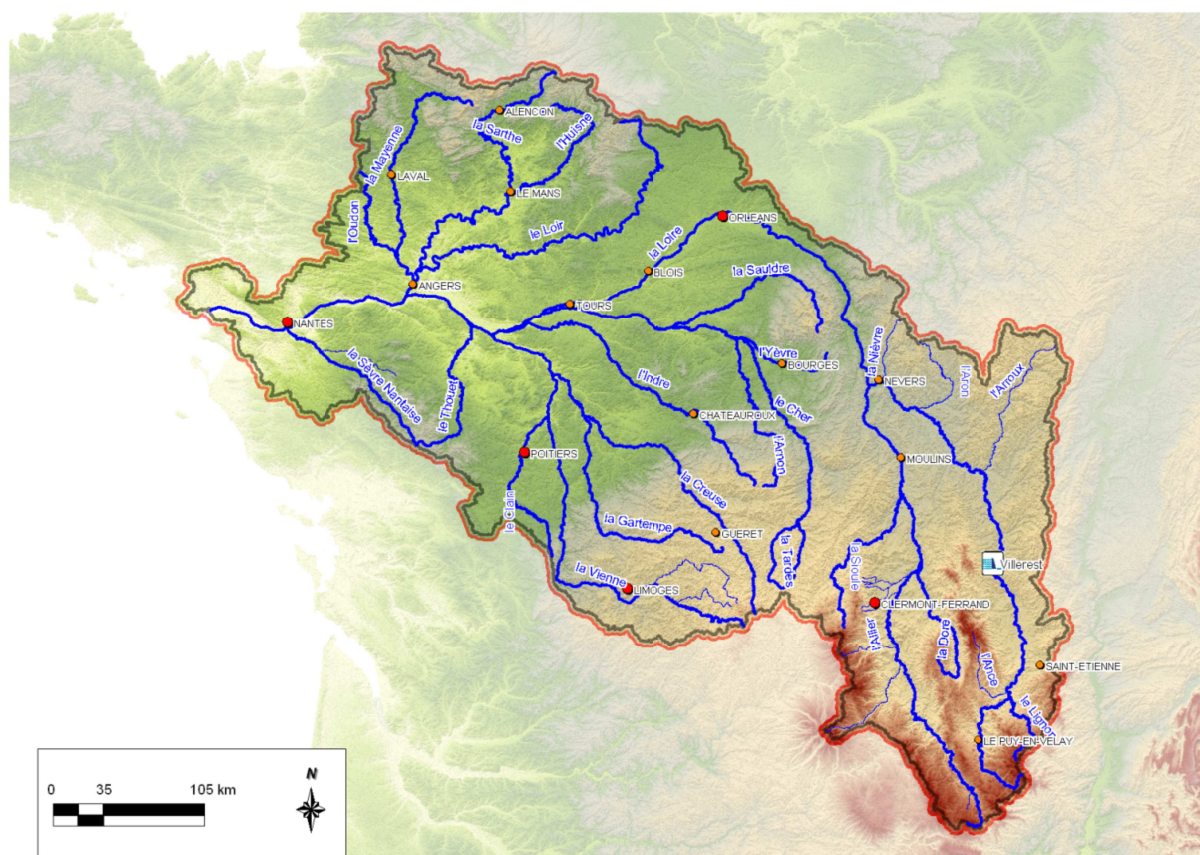 ALENCON
la Sarthe
l'Huisne
la Mayenne
LAVAL
LE MANS
l'Oudon
le Loir
ORLEANS
la Loire
BLOIS
la Sauldre
ANGERS
TOURS
NANTES
la Sèvre Nantaise
le Thouet
l'Indre
l'Yèvre
BOURGES
la Nièvre
NEVERS
l'Aron
l'Arroux
CHATEAUROUX
le Cher
l'Arnon
POITIERS
MOULINS
la Creuse
le Clain
la Gartempe
GUERET
la Tardes
la Sioule
Villerest
la Vienne
LIMOGES
CLERMONT-FERRAND
l'Allier
la Dore
l'Ance
SAINT-ETIENNE
le Lignon
LE PUY-EN-VELAY
N
0 35 105 km